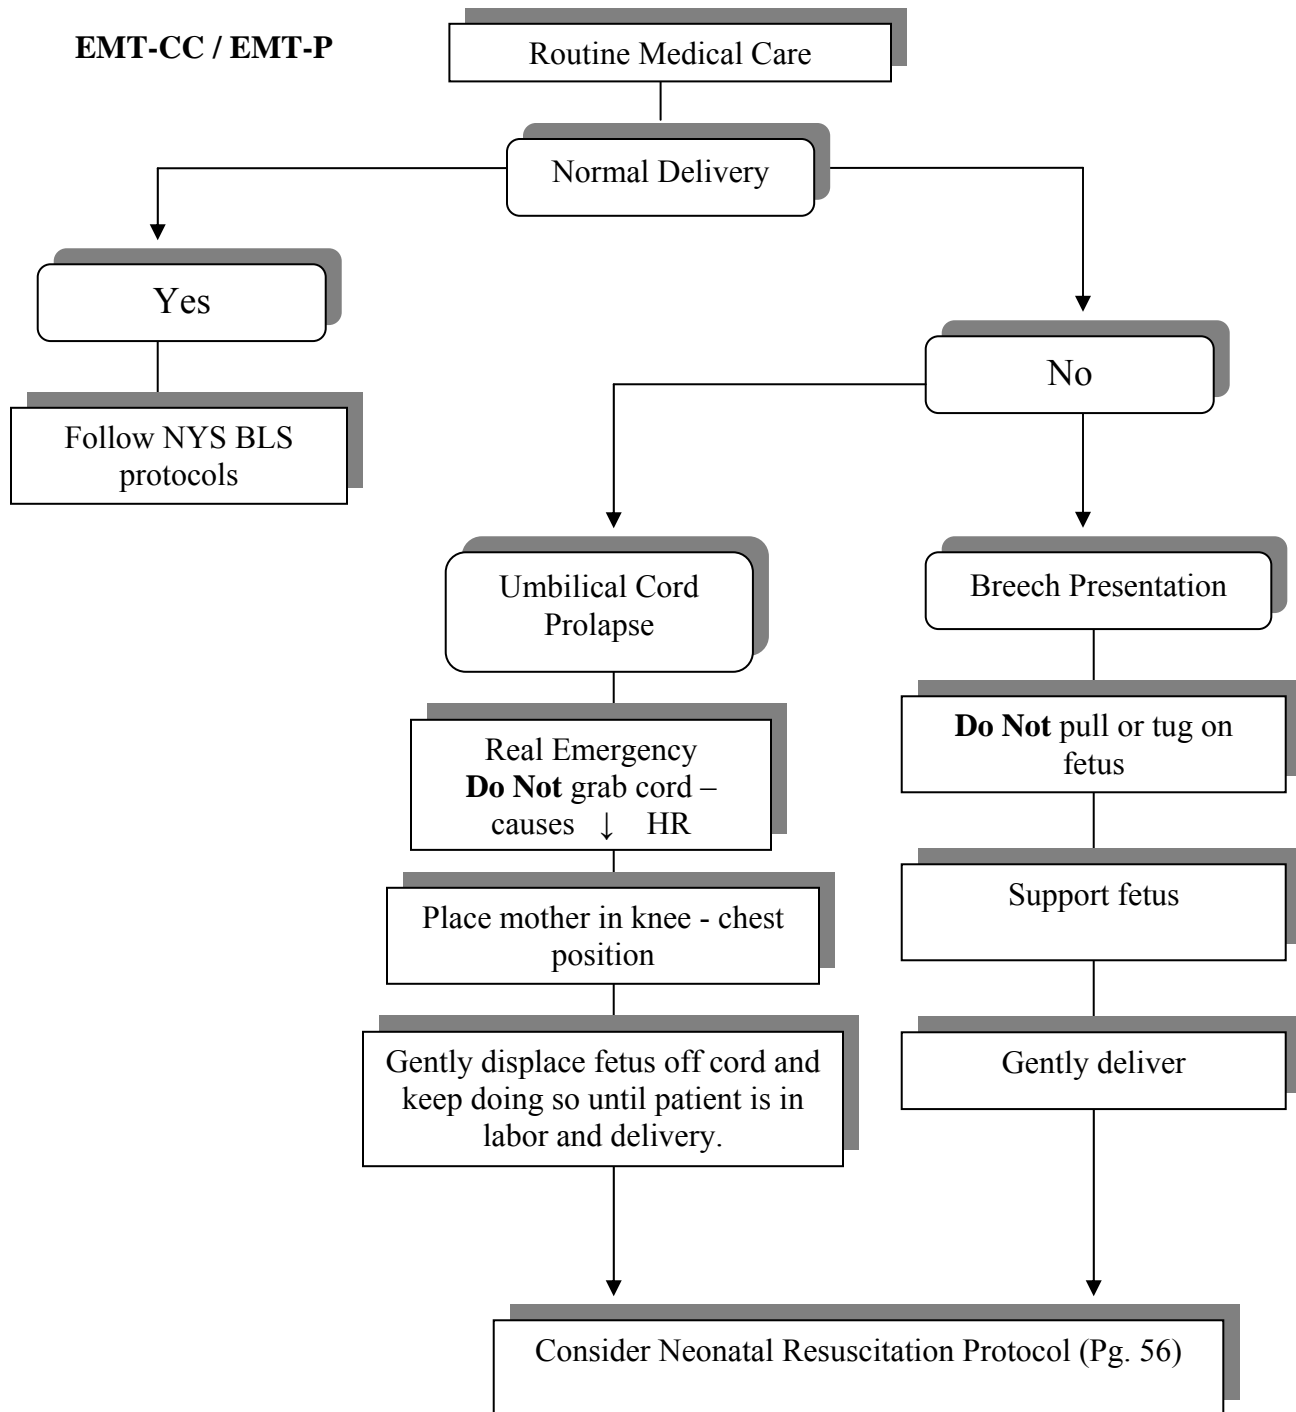 EMT-CC / EMT-P
Routine Medical Care
Normal Delivery
Yes
Follow NYS BLS
protocols
No
Umbilical Cord
Prolapse
Real Emergency
Do Not grab cord –
causes ↓ HR
Place mother in knee - chest
position
Gently displace fetus off cord and
keep doing so until patient is in
labor and delivery.
Breech Presentation
Do Not pull or tug on
fetus
Support fetus
Gently deliver
Consider Neonatal Resuscitation Protocol (Pg. 56)